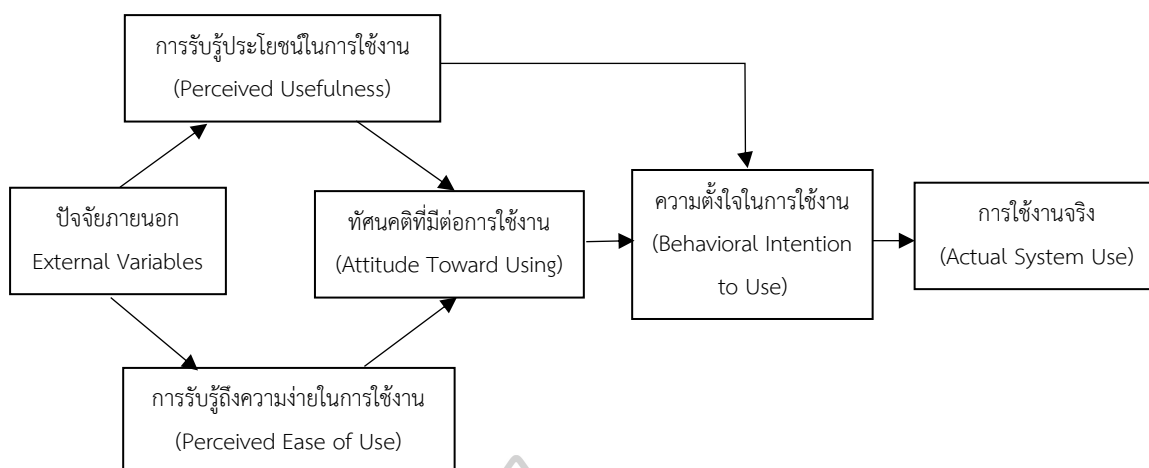 การรับรู้ประโยชน์ในการใช้งาน
(Perceived Usefulness)
ปัจจัยภายนอก
External Variables
ทัศนคติที่มีต่อการใช้งาน
(Attitude Toward Using)
ความตั้งใจในการใช้งาน
(Behavioral Intention
to Use)
การใช้งานจริง
(Actual System Use)
การรับรู้ถึงความง่ายในการใช้งาน
(Perceived Ease of Use)